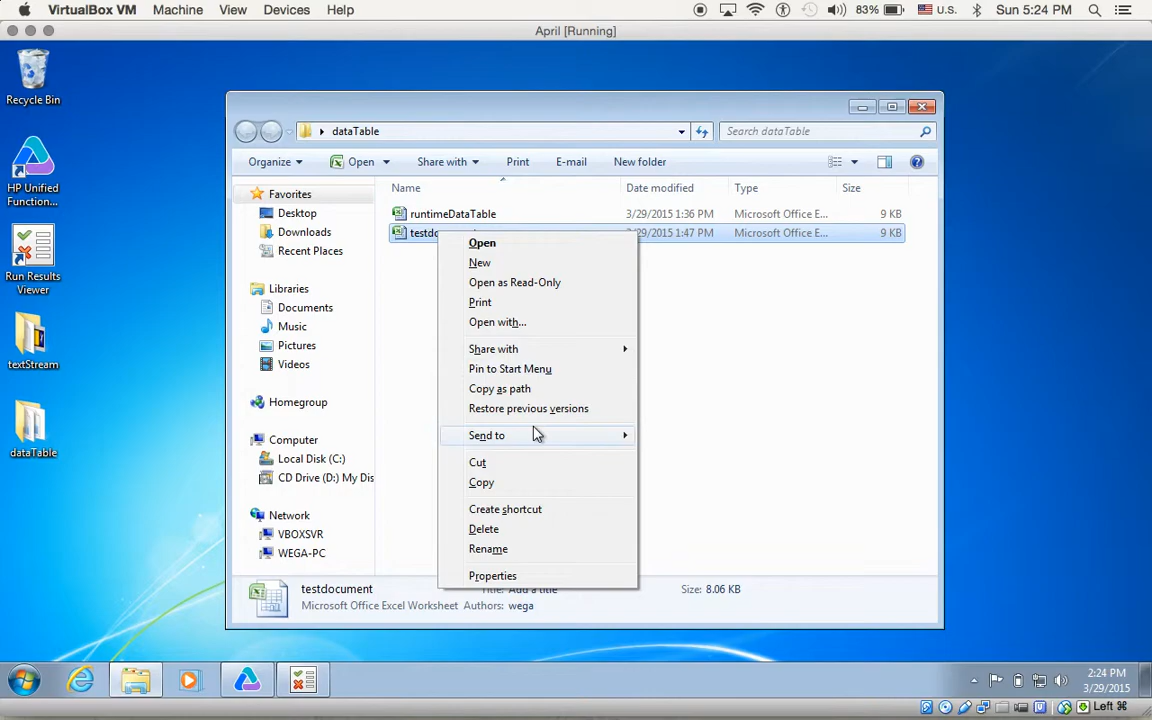 VirtualBox VM Machine View Devices Help 83% U.S. Sun 5:24 PM
April [Running]
Recycle Bin
HP Unified
Function...
Run Results
Viewer
textStream
dataTable
dataTable
Search dataTable
Organize Open Share with Print E-mail New folder
Name Date modified Type Size
Favorites
Desktop
Downloads
Recent Places
Libraries
Documents
Music
Pictures
Videos
Homegroup
Computer
Local Disk (C:)
CD Drive (D:) My Dis
Network
VBOXSVR
WEGA-PC
runtimeDataTable 3/29/2015 1:36 PM Microsoft Office E... 9 KB
testdo 29/2015 1:47 PM Microsoft Office E... 9 KB
Open
New
Open as Read-Only
Print
Open with...
Share with
Pin to Start Menu
Copy as path
Restore previous versions
Send to
Cut
Copy
Create shortcut
Delete
Rename
Properties
testdocument Title: Add a title Size: 8.06 KB
Microsoft Office Excel Worksheet Authors: wega
2:24 PM
3/29/2015
Left ⌘